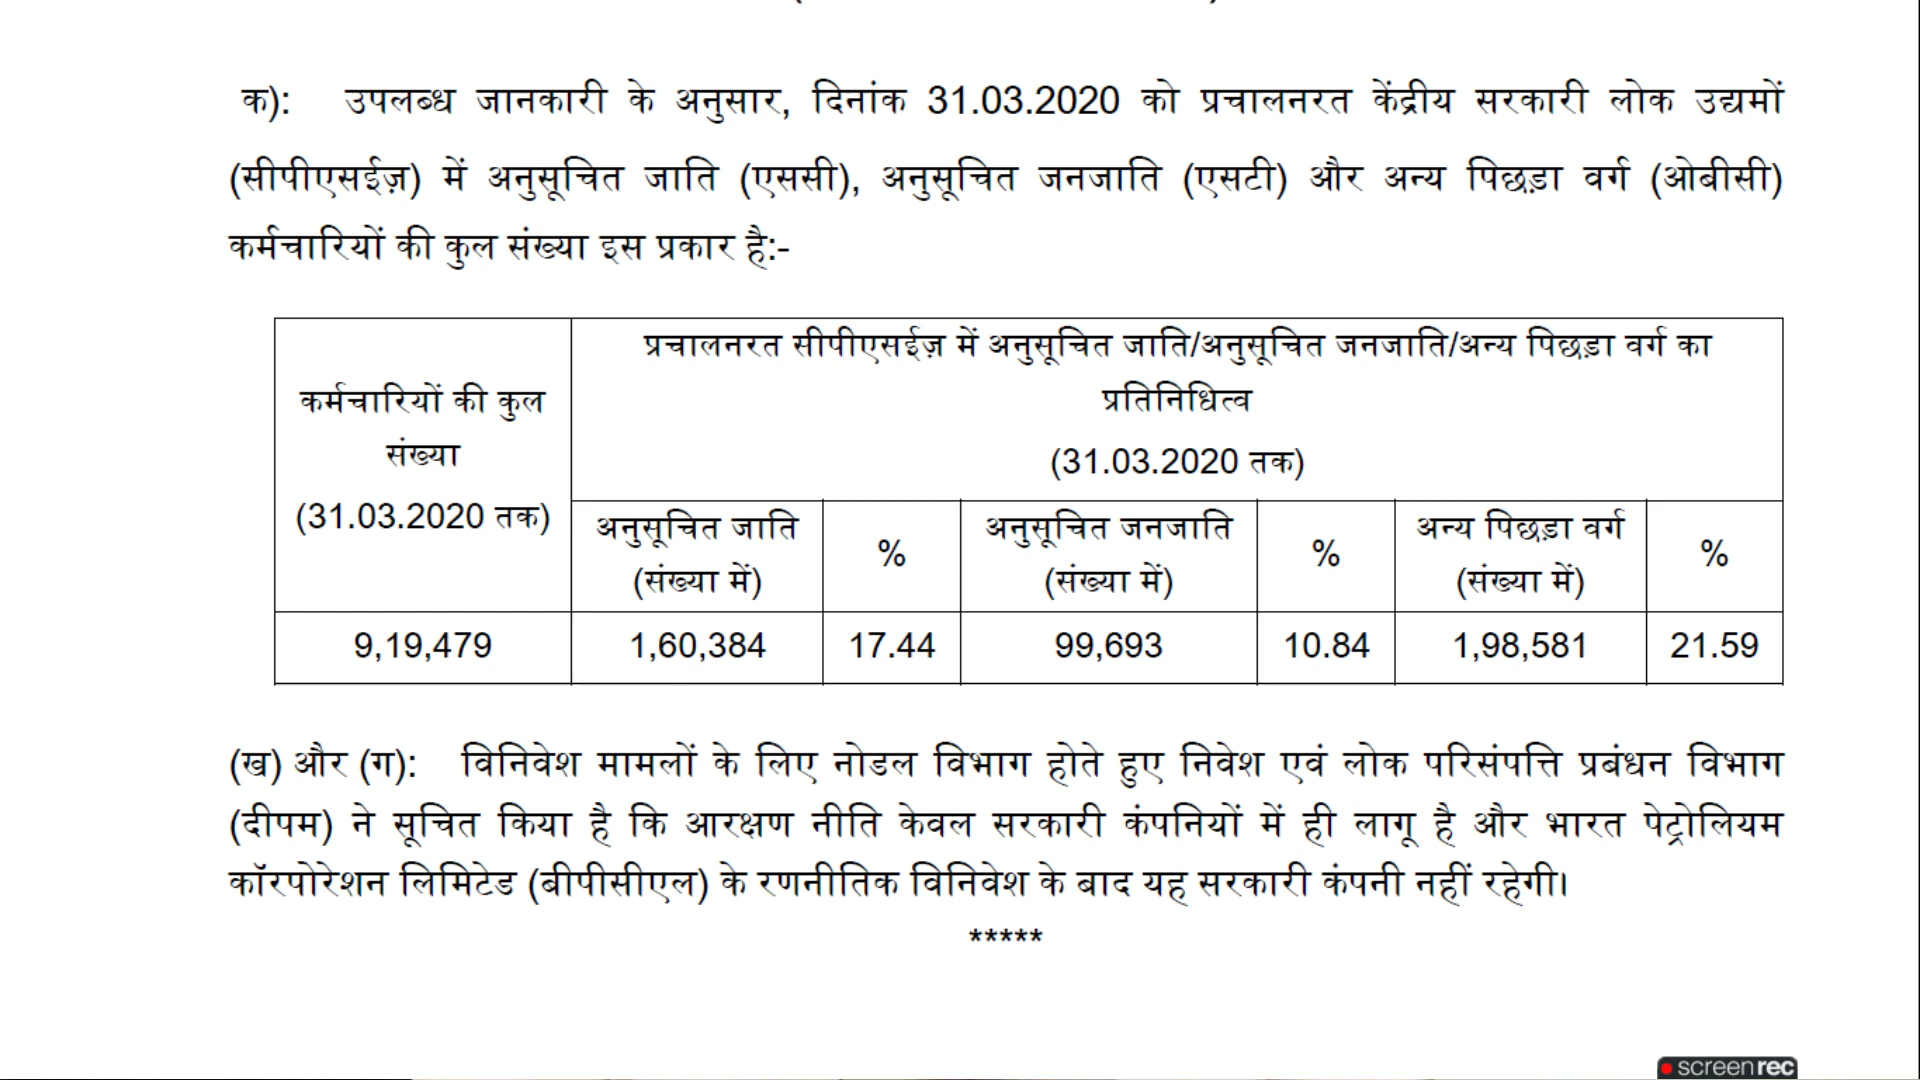 क): उपलब्ध जानकारी के अनुसार, दिनांक 31.03.2020 को प्रचालनरत केंद्रीय सरकारी लोक उद्यमों
(सीपीएसईज़) में अनुसूचित जाति (एससी), अनुसूचित जनजाति (एसटी) और अन्य पिछड़ा वर्ग (ओबीसी)
कर्मचारियों की कुल संख्या इस प्रकार है:-
कर्मचारियों की कुल
संख्या
(31.03.2020 तक)
प्रचालनरत सीपीएसईज़ में अनुसूचित जाति/अनुसूचित जनजाति/अन्य पिछड़ा वर्ग का
प्रतिनिधित्व
(31.03.2020 तक)
अनुसूचित जाति
(संख्या में)
%
अनुसूचित जनजाति
(संख्या में)
%
अन्य पिछड़ा वर्ग
(संख्या में)
%
9,19,479 1,60,384 17.44 99,693 10.84 1,98,581 21.59
(ख) और (ग): विनिवेश मामलों के लिए नोडल विभाग होते हुए निवेश एवं लोक परिसंपत्ति प्रबंधन विभाग
(दीपम) ने सूचित किया है कि आरक्षण नीति केवल सरकारी कंपनियों में ही लागू है और भारत पेट्रोलियम
कॉरपोरेशन लिमिटेड (बीपीसीएल) के रणनीतिक विनिवेश के बाद यह सरकारी कंपनी नहीं रहेगी।
*****
screenrec